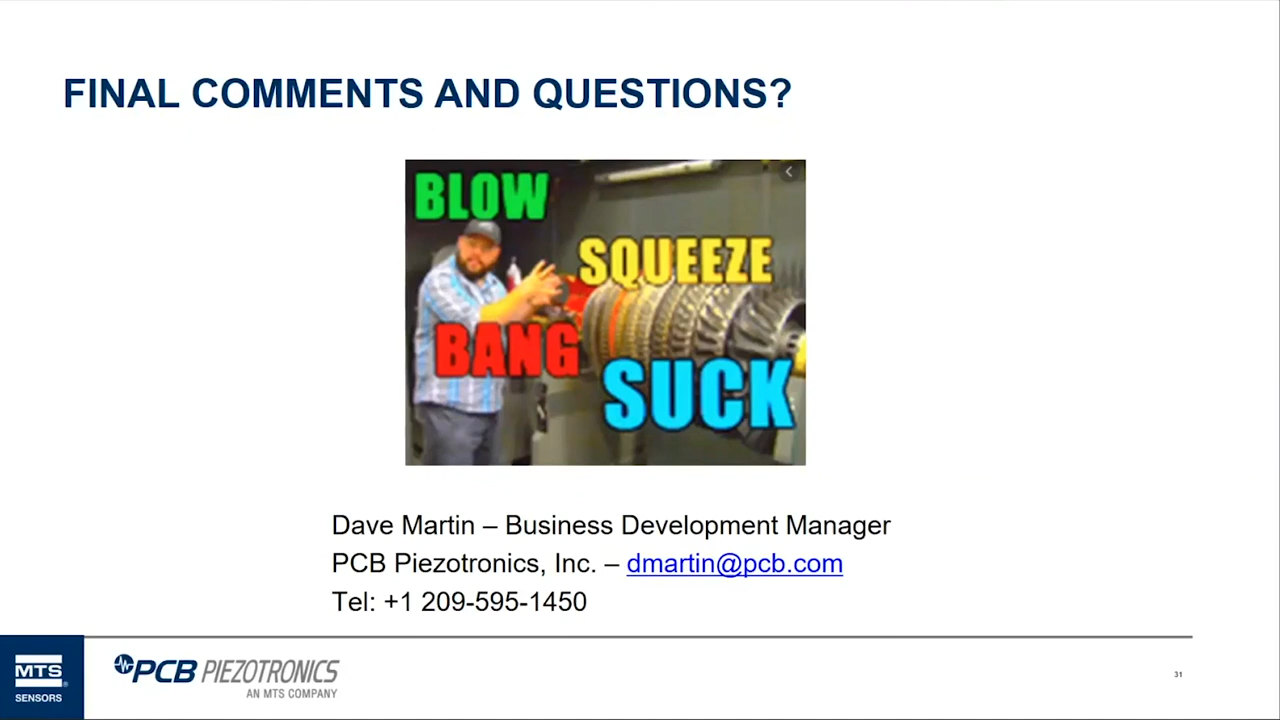 FINAL COMMENTS AND QUESTIONS?
BLOW
SQUEEZE
BANG
SUCK
Dave Martin – Business Development Manager
PCB Piezotronics, Inc. – dmartin@pcb.com
Tel: +1 209-595-1450
MTS
SENSORS
PCB PIEZOTRONICS
AN MTS COMPANY
31